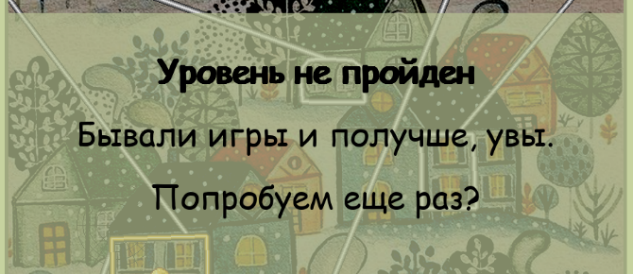 Уровень не пройден
Бывали игры и получше, увы.
Попробуем еще раз?